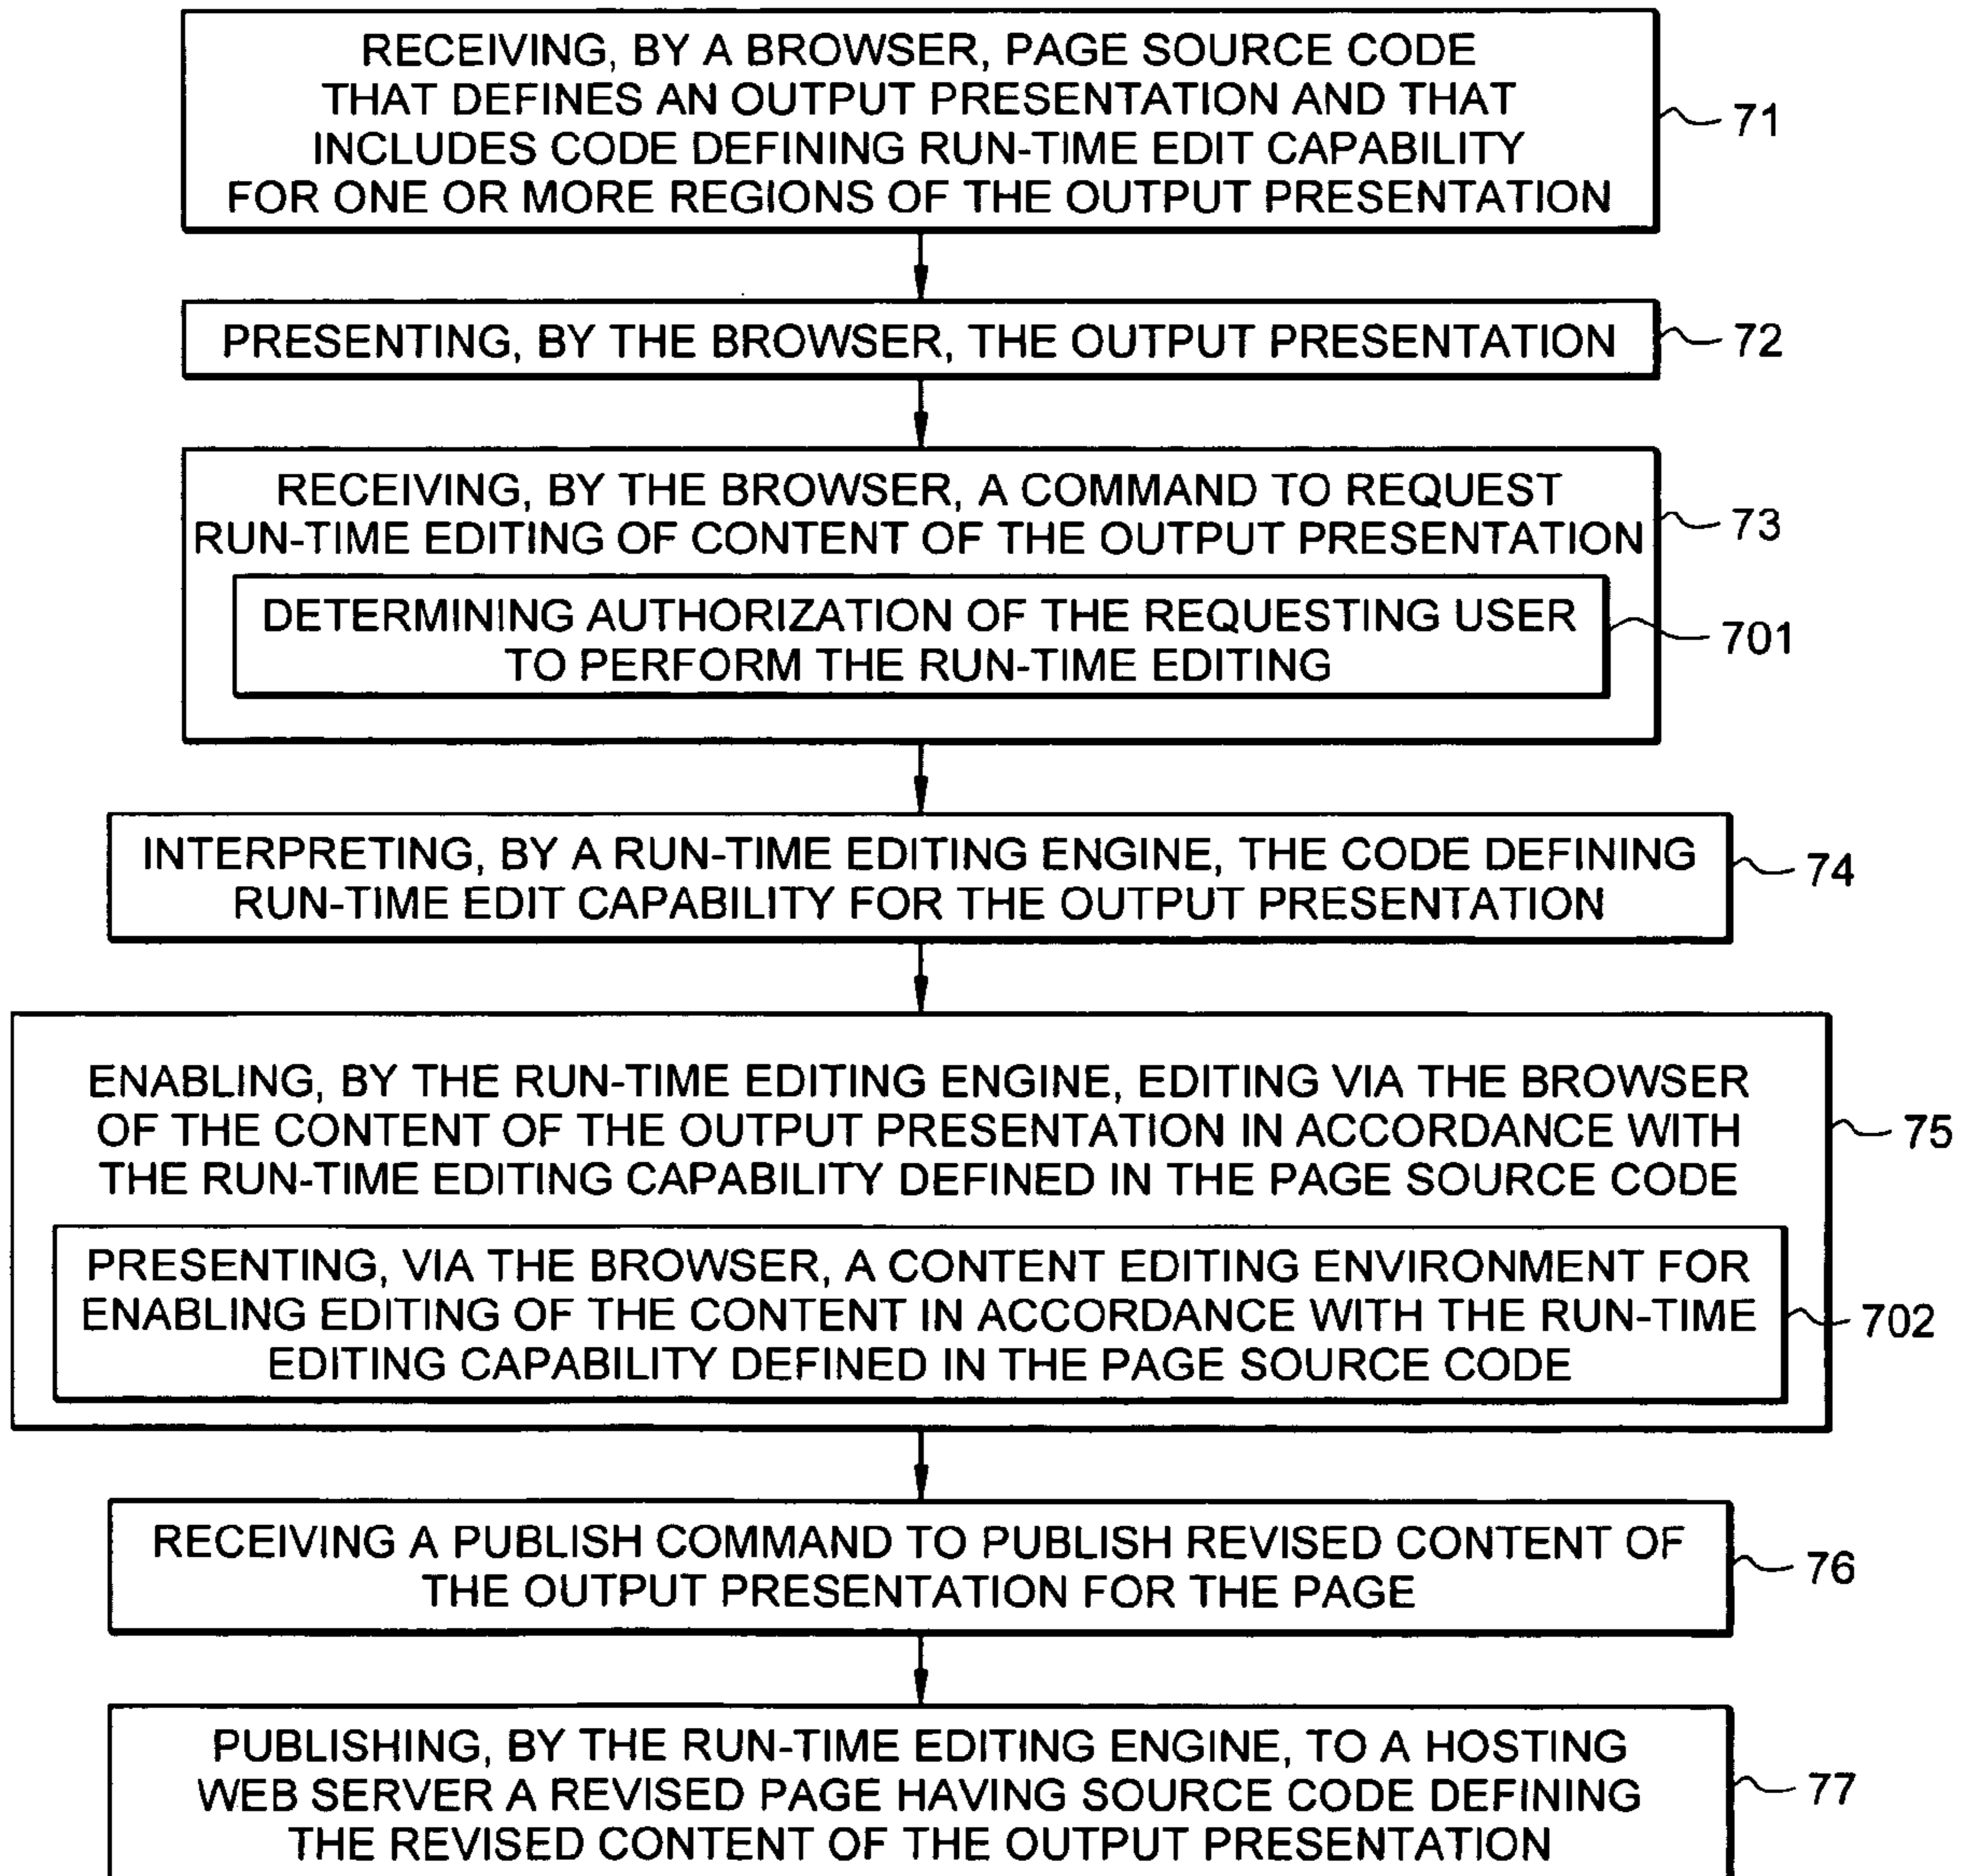 RECEIVING, BY A BROWSER, PAGE SOURCE CODE
THAT DEFINES AN OUTPUT PRESENTATION AND THAT
INCLUDES CODE DEFINING RUN-TIME EDIT CAPABILITY
FOR ONE OR MORE REGIONS OF THE OUTPUT PRESENTATION
71
PRESENTING, BY THE BROWSER, THE OUTPUT PRESENTATION
72
RECEIVING, BY THE BROWSER, A COMMAND TO REQUEST
RUN-TIME EDITING OF CONTENT OF THE OUTPUT PRESENTATION
73
DETERMINING AUTHORIZATION OF THE REQUESTING USER
TO PERFORM THE RUN-TIME EDITING
701
INTERPRETING, BY A RUN-TIME EDITING ENGINE, THE CODE DEFINING
RUN-TIME EDIT CAPABILITY FOR THE OUTPUT PRESENTATION
74
ENABLING, BY THE RUN-TIME EDITING ENGINE, EDITING VIA THE BROWSER
OF THE CONTENT OF THE OUTPUT PRESENTATION IN ACCORDANCE WITH
THE RUN-TIME EDITING CAPABILITY DEFINED IN THE PAGE SOURCE CODE
75
PRESENTING, VIA THE BROWSER, A CONTENT EDITING ENVIRONMENT FOR
ENABLING EDITING OF THE CONTENT IN ACCORDANCE WITH THE RUN-TIME
EDITING CAPABILITY DEFINED IN THE PAGE SOURCE CODE
702
RECEIVING A PUBLISH COMMAND TO PUBLISH REVISED CONTENT OF
THE OUTPUT PRESENTATION FOR THE PAGE
76
PUBLISHING, BY THE RUN-TIME EDITING ENGINE, TO A HOSTING
WEB SERVER A REVISED PAGE HAVING SOURCE CODE DEFINING
THE REVISED CONTENT OF THE OUTPUT PRESENTATION
77